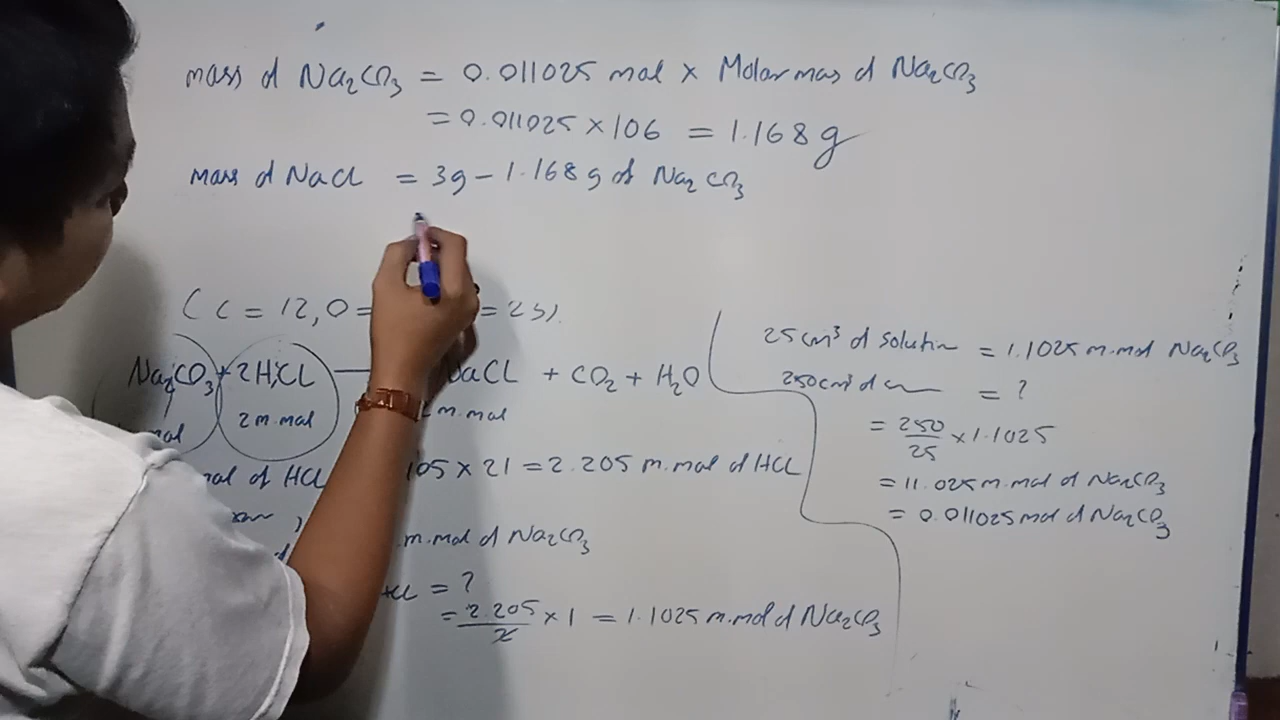 mass of Na₂CO₃ = 0.011025 mol × Molar mas of Na₂CO₃
= 0.011025 × 106 = 1.168 g
mass of NaCl = 3g - 1.168 g of Na₂CO₃
(C = 12, O = = 23).
Na₂CO₃ + 2HCl NaCl + CO₂ + H₂O
2 m.mol m.mol
of HCl 105 × 21 = 2.205 m.mol of HCl
m.mol of Na₂CO₃
= ?
= 2.205/2 × 1 = 1.1025 m.mol of Na₂CO₃
25 cm³ of solution = 1.1025 m.mol Na₂CO₃
250 cm³ of = ?
= 250/25 × 1.1025
= 11.025 m.mol of Na₂CO₃
= 0.011025 mol of Na₂CO₃